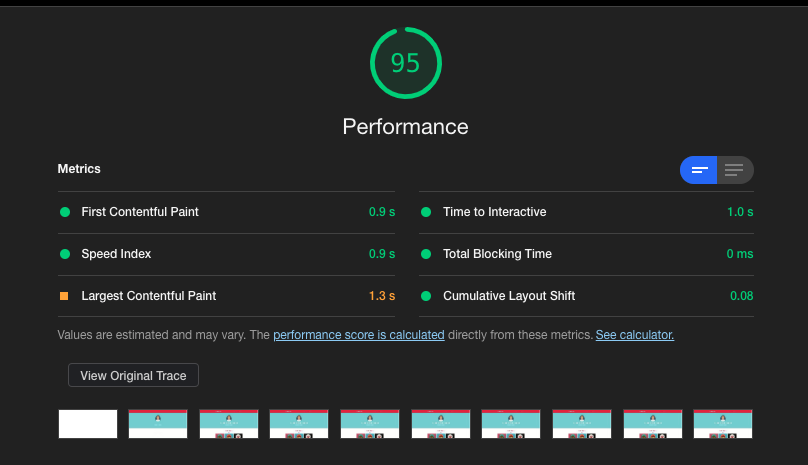 95
Performance
Metrics
First Contentful Paint 0.9 s
Time to Interactive 1.0 s
Speed Index 0.9 s
Total Blocking Time 0 ms
Largest Contentful Paint 1.3 s
Cumulative Layout Shift 0.08
Values are estimated and may vary. The performance score is calculated directly from these metrics. See calculator.
View Original Trace